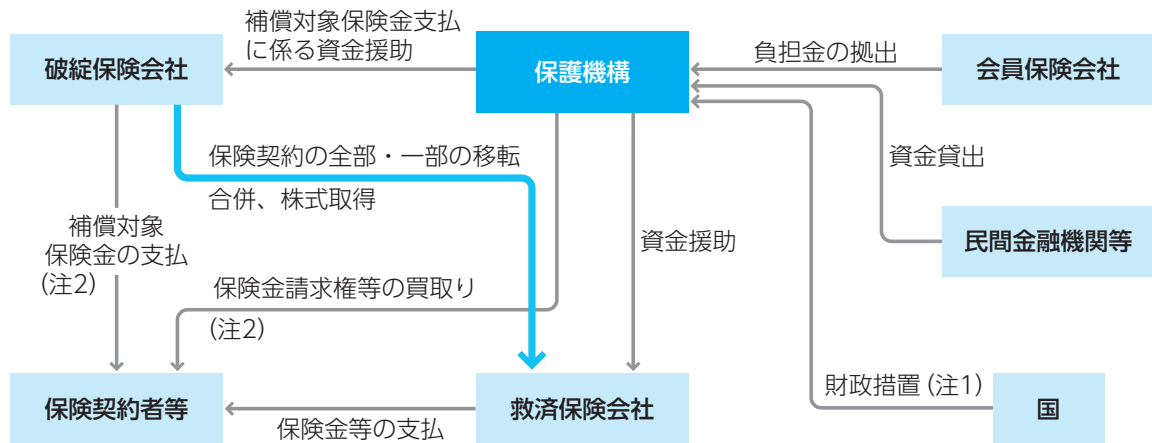 補償対象保険金支払
に係る資金援助
破綻保険会社
保護機構
負担金の拠出
会員保険会社
保険契約の全部・一部の移転
合併、株式取得
資金貸出
補償対象
保険金の支払
(注2)
資金援助
民間金融機関等
保険金請求権等の買取り
(注2)
財政措置(注1)
保険契約者等
保険金等の支払
救済保険会社
国